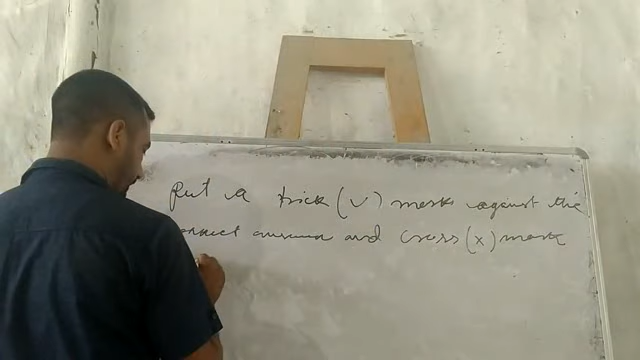 Put a trick (✓) mark against the
correct answer and cross (x) mark